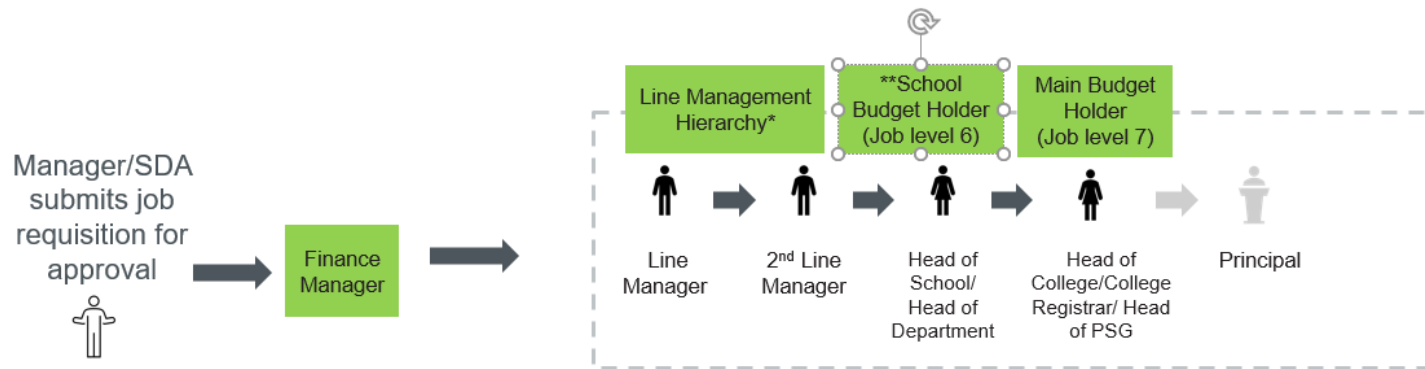 Manager/SDA
submits job
requisition for
approval
Finance
Manager
Line Management
Hierarchy*
**School
Budget Holder
(Job level 6)
Main Budget
Holder
(Job level 7)
Line
Manager
2nd Line
Manager
Head of
School/
Head of
Department
Head of
College/College
Registrar/ Head
of PSG
Principal